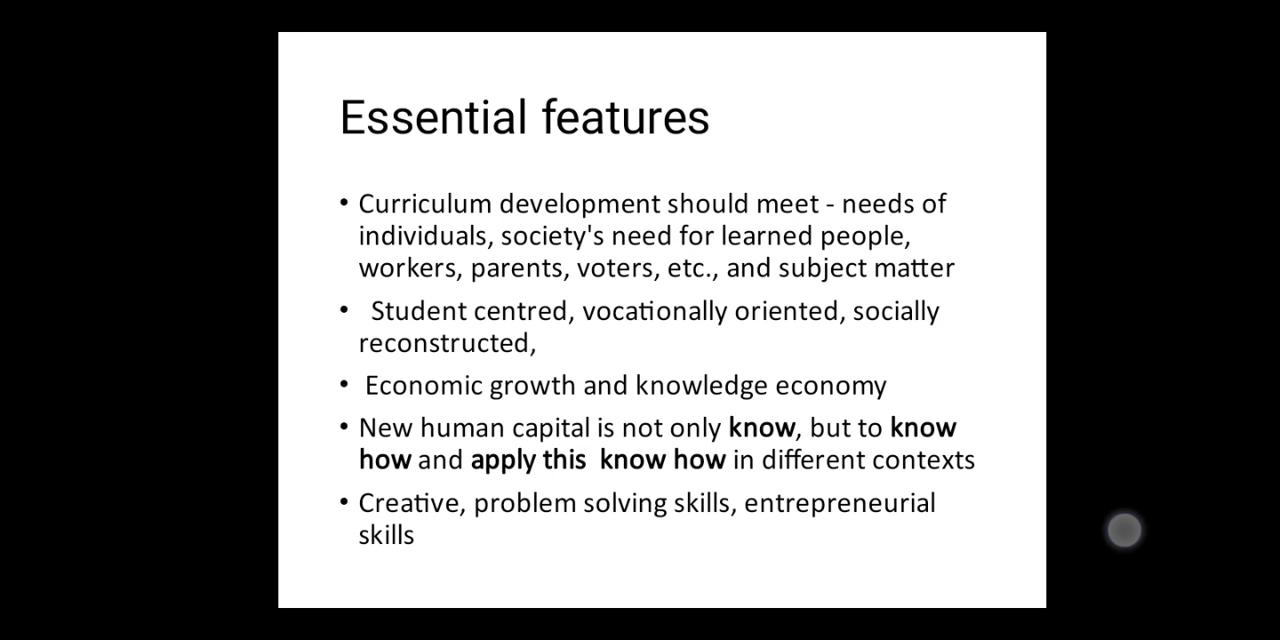 Essential features
• Curriculum development should meet - needs of
individuals, society's need for learned people,
workers, parents, voters, etc., and subject matter
• Student centred, vocationally oriented, socially
reconstructed,
• Economic growth and knowledge economy
• New human capital is not only know, but to know
how and apply this know how in different contexts
• Creative, problem solving skills, entrepreneurial
skills